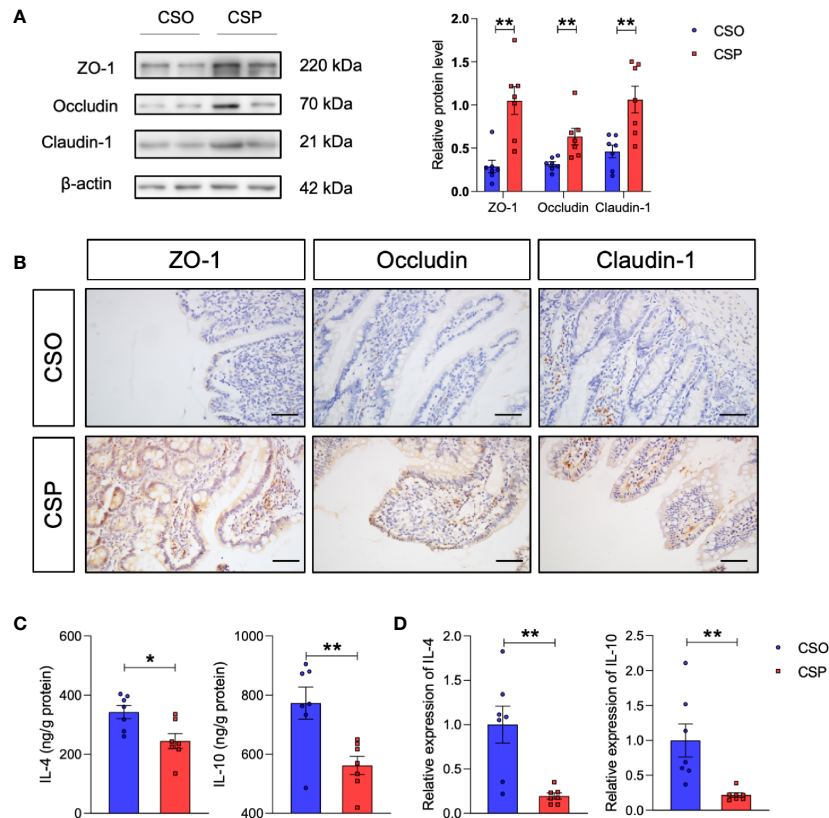 A
CSO CSP
ZO-1 220 kDa
Occludin 70 kDa
Claudin-1 21 kDa
β-actin 42 kDa
Relative protein level
2.0
1.5
1.0
0.5
0.0
** ** **
ZO-1 Occludin Claudin-1
CSO
CSP
B
ZO-1 Occludin Claudin-1
CSO
CSP
C
IL-4 (ng/g protein)
600
400
200
0
*
IL-10 (ng/g protein)
1000
800
600
400
**
D
Relative expression of IL-4
2.0
1.5
1.0
0.5
0.0
**
Relative expression of IL-10
2.5
2.0
1.5
1.0
0.5
0.0
**
CSO
CSP